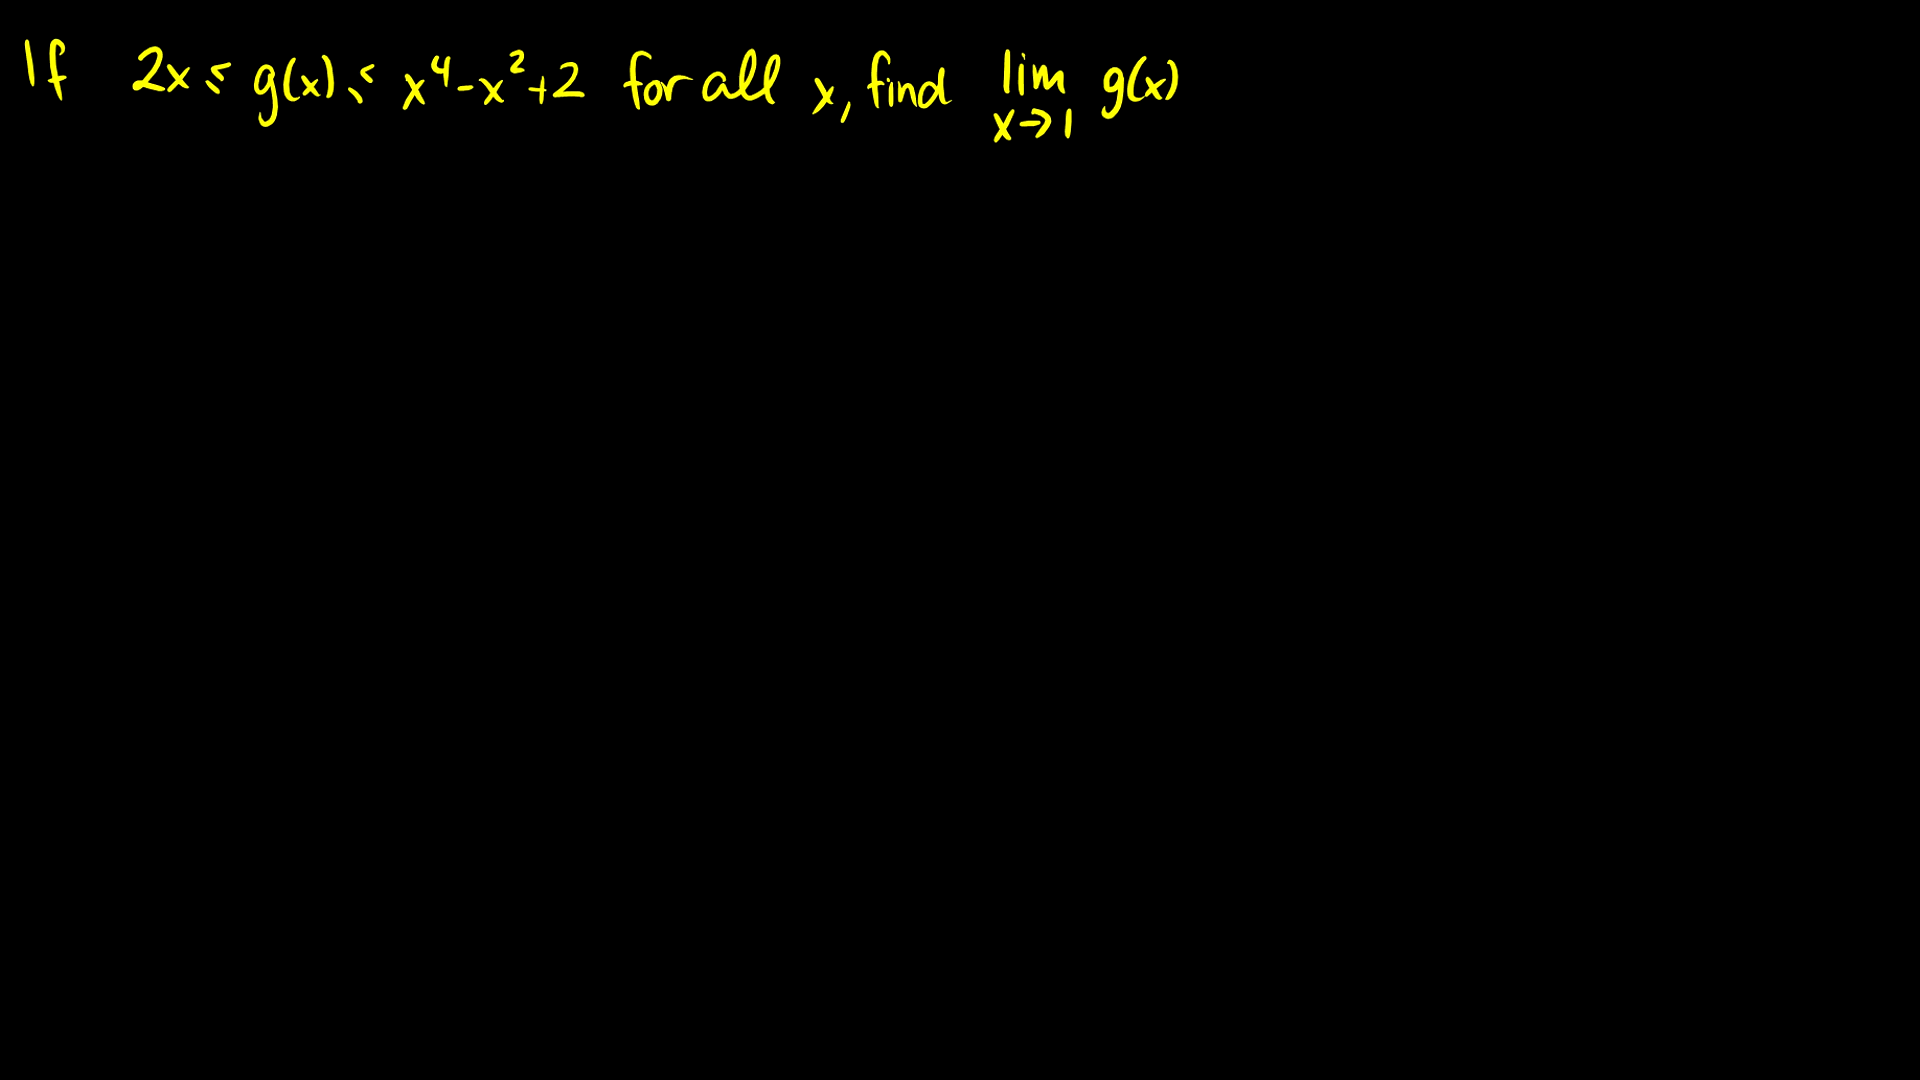 If 2x ≤ g(x) ≤ x⁴-x²+2 for all x, find lim g(x)
x→1